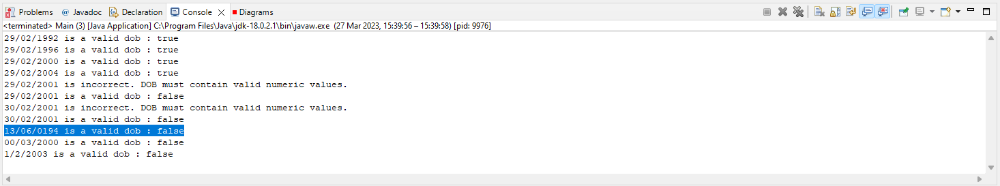 Problems @ Javadoc Declaration Console Diagrams
<terminated> Main (3) [Java Application] C:\Program Files\Java\jdk-18.0.2.1\bin\javaw.exe (27 Mar 2023, 15:39:56 – 15:39:58) [pid: 9976]
29/02/1992 is a valid dob : true
29/02/1996 is a valid dob : true
29/02/2000 is a valid dob : true
29/02/2004 is a valid dob : true
29/02/2001 is incorrect. DOB must contain valid numeric values.
29/02/2001 is a valid dob : false
30/02/2001 is incorrect. DOB must contain valid numeric values.
30/02/2001 is a valid dob : false
13/06/0194 is a valid dob : false
00/03/2000 is a valid dob : false
1/2/2003 is a valid dob : false